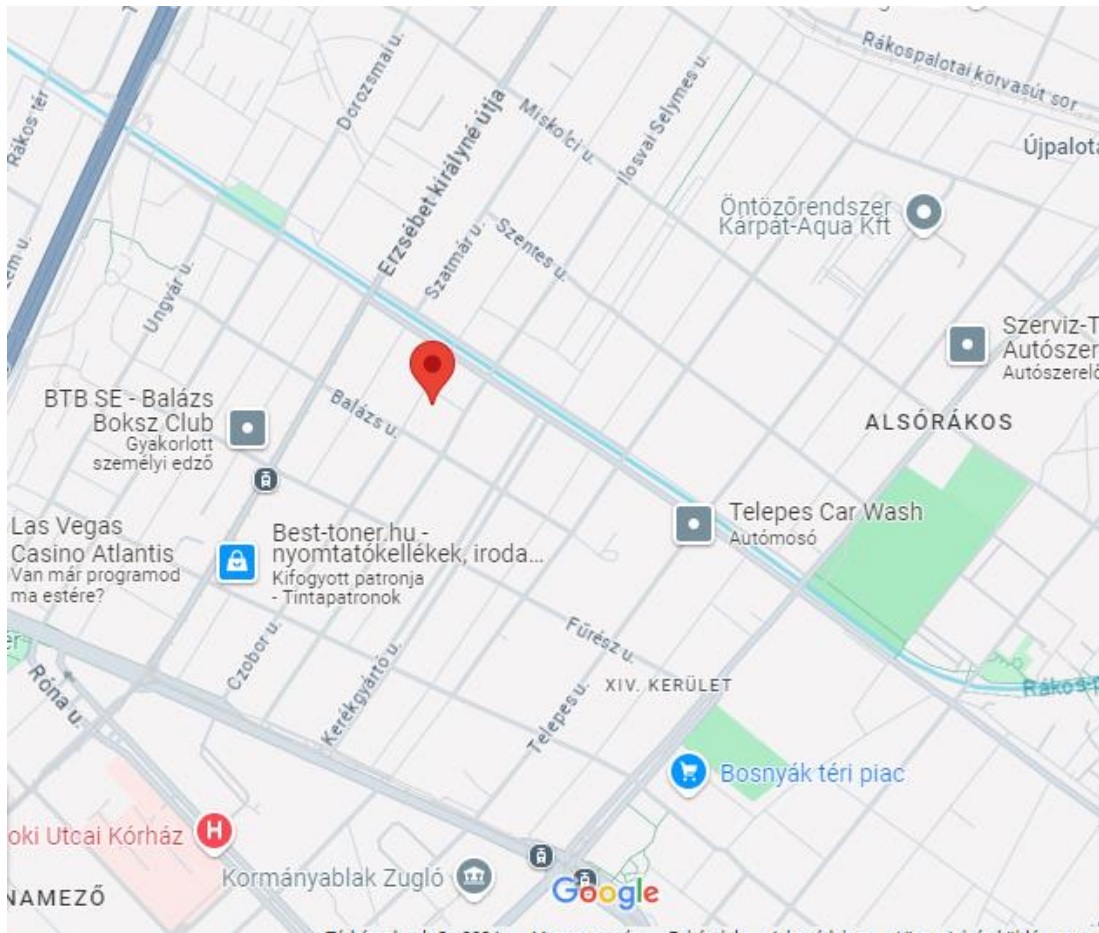 Rákospalotai körvasút sor
Dorozsmai u.
Erzsébet királyné útja
Miskolci u.
Ilosvai Selymes u.
Rákos tér
Öntözőrendszer
Kárpát-Aqua Kft
Szatmár u.
Szentes u.
Ungvár u.
Szerviz-T
Autószer
Autószerelő
BTB SE - Balázs
Boksz Club
Gyakorlott
személyi edző
Balázs u.
ALSÓRÁKOS
Las Vegas
Casino Atlantis
Van már programod
ma estére?
Best-toner.hu -
nyomtatókellékek, iroda...
Kifogyott patronja
- Tintapatronok
Telepes Car Wash
Autómosó
Czobor u.
Fűrész u.
XIV. KERÜLET
Róna u.
Kerékgyártó u.
Telepes u.
Bosnyák téri piac
oki Utcai Kórház
H
Kormányablak Zugló
Google
NAMEZŐ